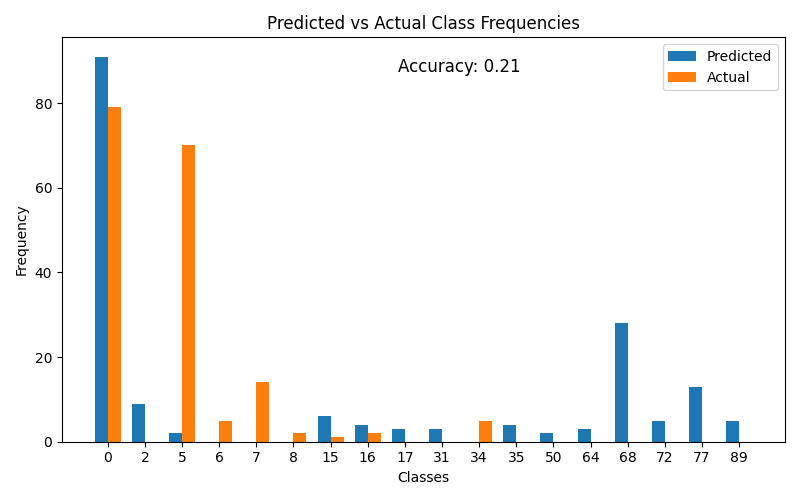 Predicted vs Actual Class Frequencies
Accuracy: 0.21
Predicted
Actual
Frequency
80
60
40
20
0
0 2 5 6 7 8 15 16 17 31 34 35 50 64 68 72 77 89
Classes